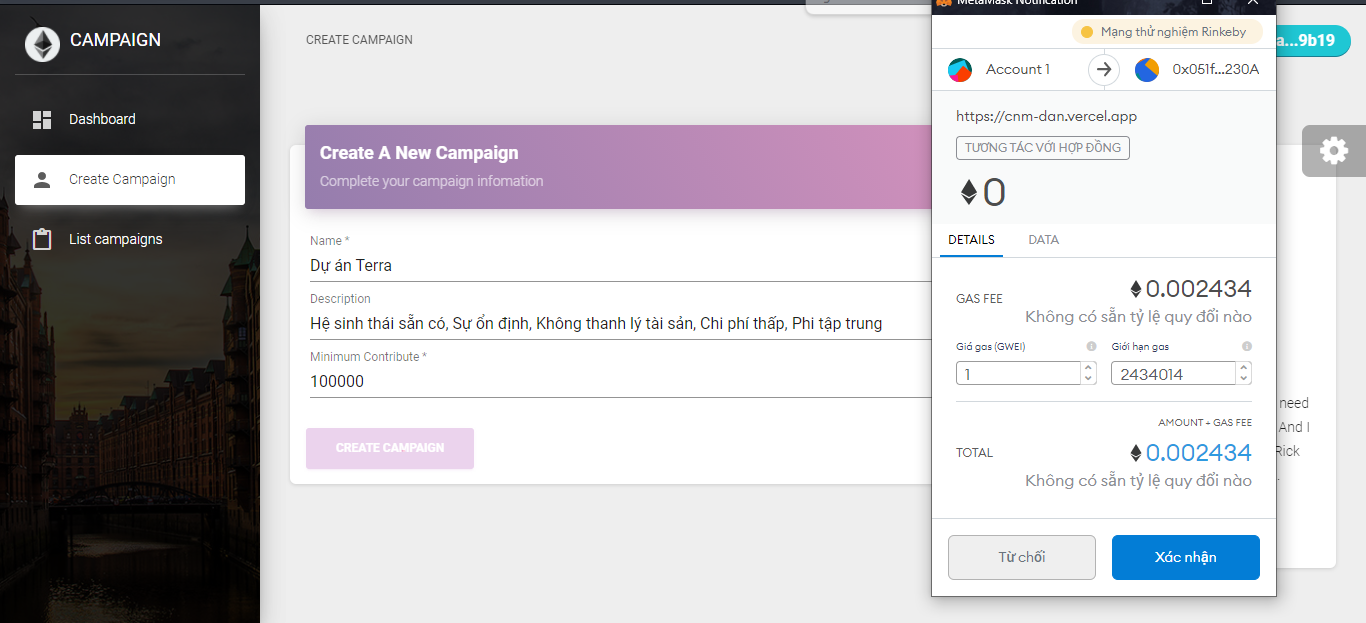 CAMPAIGN
Dashboard
Create Campaign
List campaigns
CREATE CAMPAIGN
Create A New Campaign
Complete your campaign infomation
Name *
Dự án Terra
Description
Hệ sinh thái sẵn có, Sự ổn định, Không thanh lý tài sản, Chi phí thấp, Phi tập trung
Minimum Contribute *
100000
CREATE CAMPAIGN
MetaMask Notification
Mạng thử nghiệm Rinkeby
Account 1
0x051f...230A
https://cnm-dan.vercel.app
TƯƠNG TÁC VỚI HỢP ĐỒNG
0
DETAILS
DATA
GAS FEE
0.002434
Không có sẵn tỷ lệ quy đổi nào
Giá gas (GWEI)
Giới hạn gas
1
2434014
AMOUNT + GAS FEE
TOTAL
0.002434
Không có sẵn tỷ lệ quy đổi nào
Từ chối
Xác nhận
a...9b19
need
And I
Rick
.